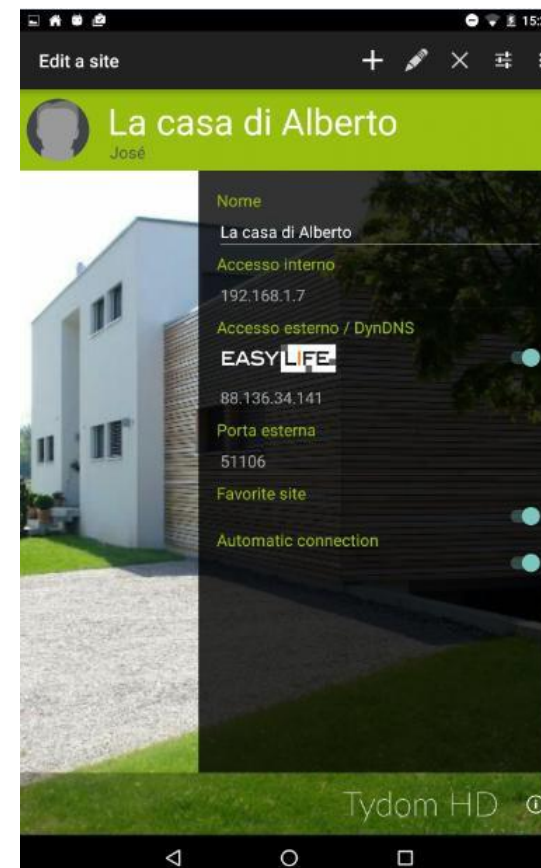 15:
Edit a site
La casa di Alberto
José
Nome
La casa di Alberto
Accesso interno
192.168.1.7
Accesso esterno / DynDNS
EASYLIFE
88.136.34.141
Porta esterna
51106
Favorite site
Automatic connection
Tydom HD